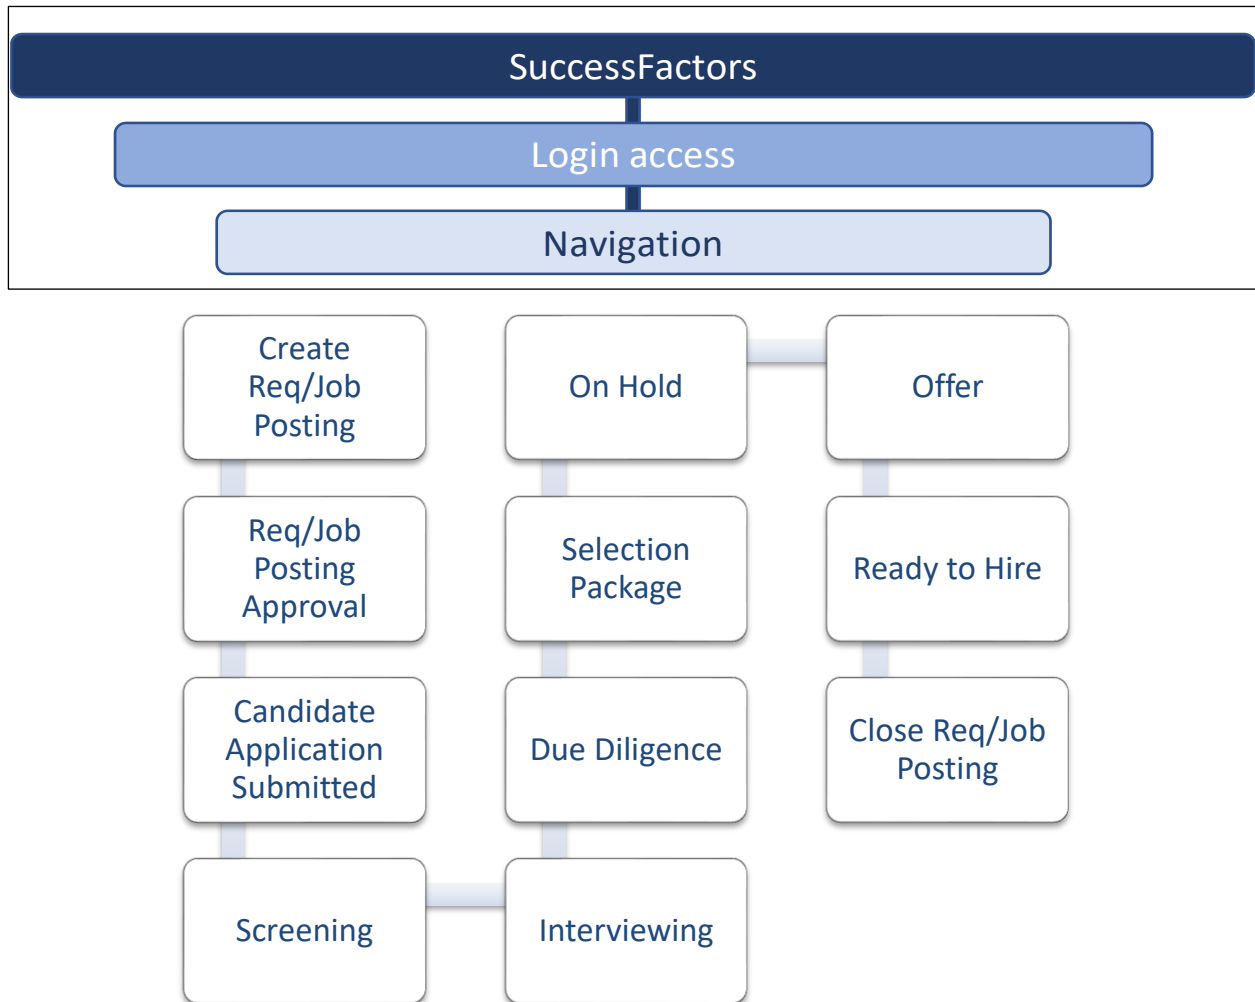 SuccessFactors
Login access
Navigation
Create
Req/Job
Posting
Req/Job
Posting
Approval
Candidate
Application
Submitted
Screening
Interviewing
Due Diligence
Selection
Package
On Hold
Offer
Ready to Hire
Close Req/Job
Posting